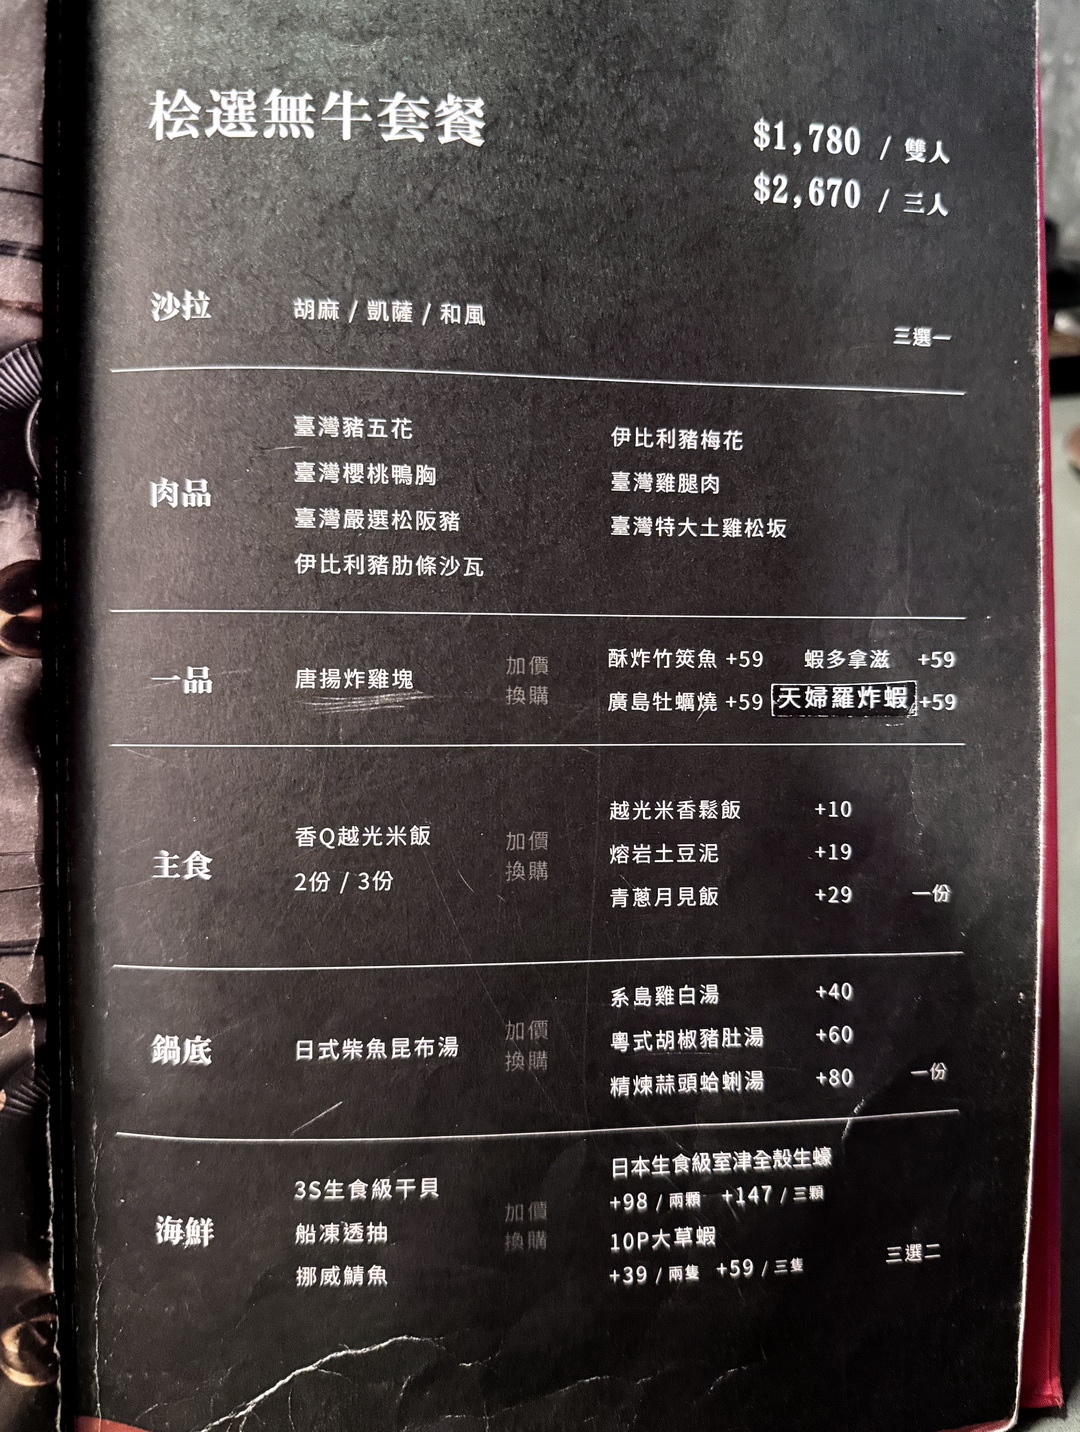 桧選無牛套餐
$1,780 / 雙人
$2,670 / 三人
沙拉
胡麻 / 凱薩 / 和風
三選一
肉品
臺灣豬五花
臺灣櫻桃鴨胸
臺灣嚴選松阪豬
伊比利豬肋條沙瓦
伊比利豬梅花
臺灣雞腿肉
臺灣特大土雞松坂
一品
唐揚炸雞塊
加價
換購
酥炸竹筴魚 +59 蝦多拿滋 +59
廣島牡蠣燒 +59 天婦羅炸蝦 +59
主食
香Q越光米飯
2份 / 3份
加價
換購
越光米香鬆飯 +10
熔岩土豆泥 +19
青蔥月見飯 +29 一份
鍋底
日式柴魚昆布湯
加價
換購
系島雞白湯 +40
粵式胡椒豬肚湯 +60
精煉蒜頭蛤蜊湯 +80 一份
海鮮
3S生食級干貝
船凍透抽
挪威鯖魚
加價
換購
日本生食級室津全殼生蠔
+98 / 兩顆 +147 / 三顆
10P大草蝦
+39 / 兩隻 +59 / 三隻
三選二